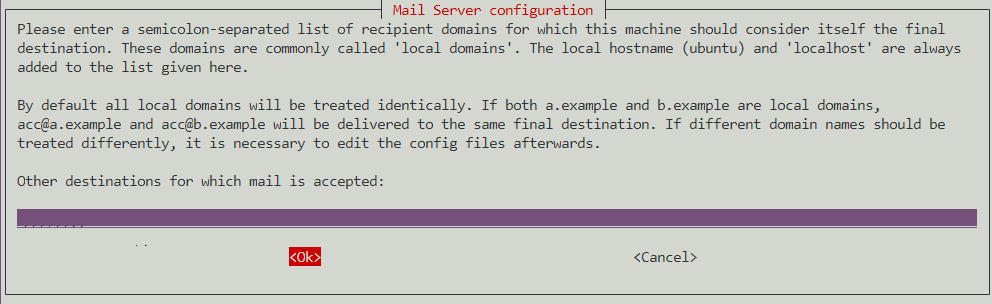 Mail Server configuration
Please enter a semicolon-separated list of recipient domains for which this machine should consider itself the final
destination. These domains are commonly called 'local domains'. The local hostname (ubuntu) and 'localhost' are always
added to the list given here.
By default all local domains will be treated identically. If both a.example and b.example are local domains,
acc@a.example and acc@b.example will be delivered to the same final destination. If different domain names should be
treated differently, it is necessary to edit the config files afterwards.
Other destinations for which mail is accepted:
<Ok> <Cancel>